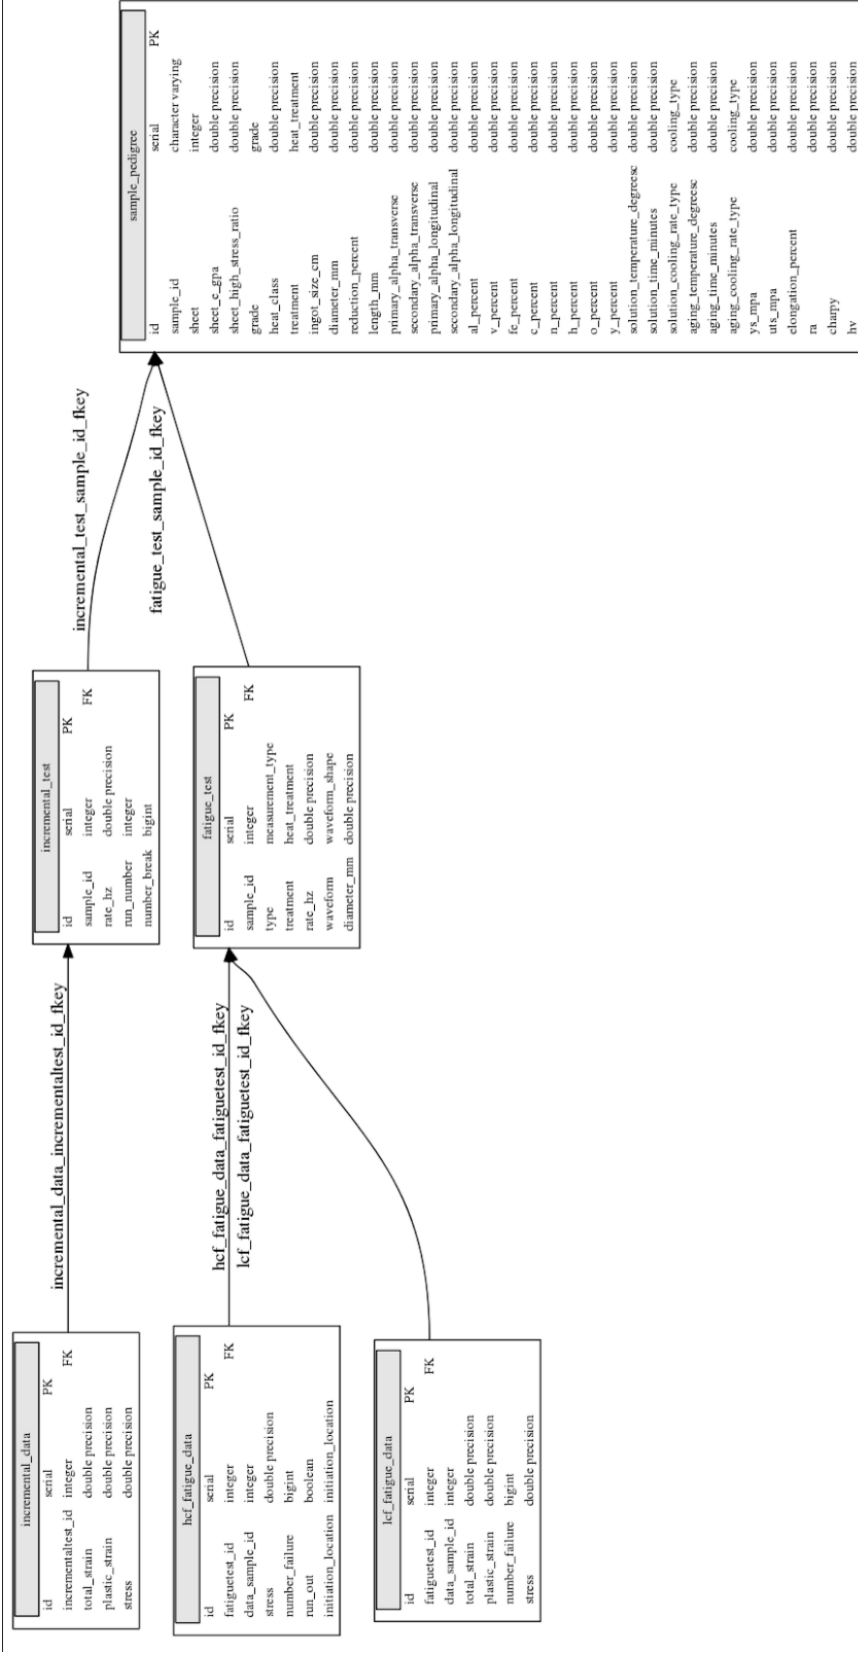 incremental_data
id serial PK
incrementaltest_id integer FK
total_strain double precision
plastic_strain double precision
stress double precision
hcf_fatigue_data
id serial PK
fatiguetest_id integer FK
data_sample_id integer
stress double precision
number_failure bigint
run_out boolean
initiation_location initiation_location
lcf_fatigue_data
id serial PK
fatiguetest_id integer FK
data_sample_id integer
total_strain double precision
plastic_strain double precision
number_failure bigint
stress double precision
incremental_data_incrementaltest_id_fkey
hcf_fatigue_data_fatiguetest_id_fkey
lcf_fatigue_data_fatiguetest_id_fkey
incremental_test
id serial PK
sample_id integer FK
rate_hz double precision
run_number integer
number_break bigint
fatigue_test
id serial PK
sample_id integer FK
type measurement_type
treatment heat_treatment
rate_hz double precision
waveform waveform_shape
diameter_mm double precision
incremental_test_sample_id_fkey
fatigue_test_sample_id_fkey
sample_pedigree
id serial PK
sample_id character varying
sheet integer
sheet_e_gpa double precision
sheet_high_stress_ratio double precision
grade grade
heat_class double precision
treatment heat_treatment
ingot_size_cm double precision
diameter_mm double precision
reduction_percent double precision
length_mm double precision
primary_alpha_transverse double precision
secondary_alpha_transverse double precision
primary_alpha_longitudinal double precision
secondary_alpha_longitudinal double precision
al_percent double precision
v_percent double precision
fe_percent double precision
c_percent double precision
n_percent double precision
h_percent double precision
o_percent double precision
y_percent double precision
solution_temperature_degreesc double precision
solution_time_minutes double precision
solution_cooling_rate_type cooling_type
aging_temperature_degreesc double precision
aging_time_minutes double precision
aging_cooling_rate_type cooling_type
ys_mpa double precision
uts_mpa double precision
elongation_percent double precision
ra double precision
charpy double precision
hv double precision